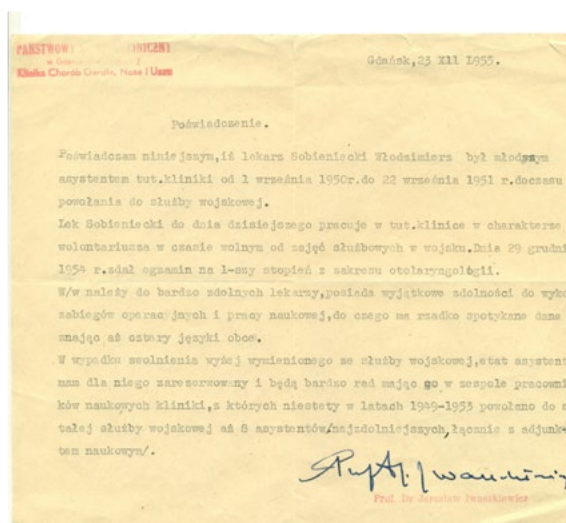 PAŃSTWOWY INICZNY
w Gdańsku
Klinika Chorób Gardła, Nosa i Uszu
Gdańsk,23 XII 1955.
Poświadczenie.
Poświadczam niniejszym,iż lekarz Sobieniecki Włodzimierz był młodszym
asystentem tut.kliniki od 1 września 1950r.do 22 września 1951 r.doczasu
powołania do służby wojskowej.
Lek Sobieniecki do dnia dzisiejszego pracuje w tut.klinice w charakterze
wolontariusza w czasie wolnym od zajęć służbowych w wojsku.Dnia 29 grudni
1954 r.zdał egzamin na 1-szy stopień z zakresu otolaryngologii.
W/w należy do bardzo zdolnych lekarzy,posiada wyjątkowe zdolności do wyko
zabiegów operacyjnych i pracy naukowej,do czego ma rzadko spotykane dane
znając aż cztery języki obce.
W wypadku zwolnienia wyżej wymienionego ze służby wojskowej,etat asystent
mam dla niego zarezerwowany i będą bardzo rad mając go w zespole pracowni
ków naukowych kliniki,z których niestety w latach 1949-1953 powołano do s
tałej służby wojskowej aż 8 asystentów/najzdolniejszych,łącznie z adjunk
tem naukowym/.
Prof. Dr Jarosław Iwaszkiewicz